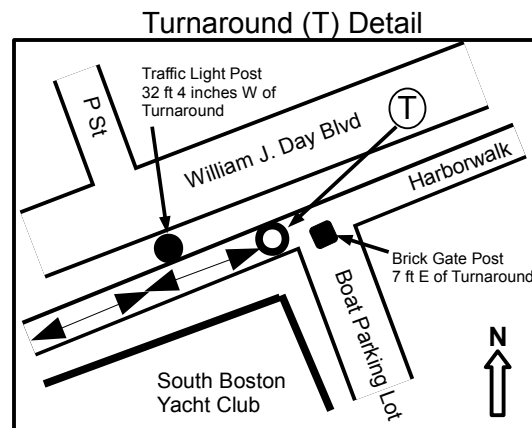 Turnaround (T) Detail
Traffic Light Post
32 ft 4 inches W of
Turnaround
P St
William J. Day Blvd
T
Harborwalk
Brick Gate Post
7 ft E of Turnaround
Boat Parking Lot
South Boston
Yacht Club
N